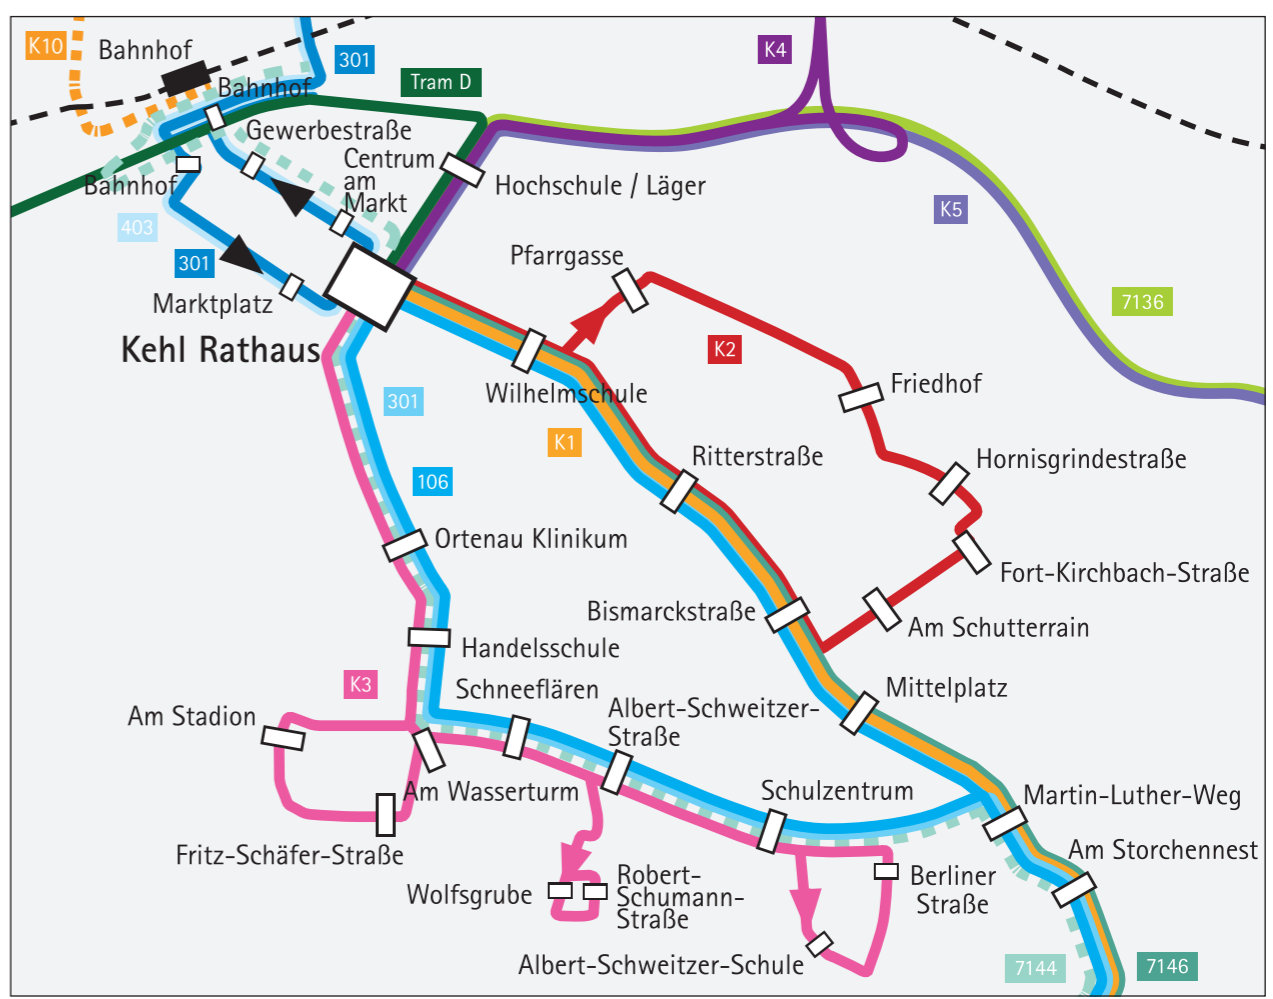 K10
Bahnhof
301
K4
Tram D
Bahnhof
Gewerbestraße
Centrum
am
Markt
Hochschule / Läger
Bahnhof
403
K5
301
Pfarrgasse
Marktplatz
7136
Kehl Rathaus
K2
Wilhelmschule
Friedhof
301
K1
Ritterstraße
Hornisgrindestraße
106
Ortenau Klinikum
Fort-Kirchbach-Straße
Bismarckstraße
Am Schutterrain
Handelsschule
K3
Schneeflären
Mittelplatz
Am Stadion
Albert-Schweitzer-
Straße
Am Wasserturm
Schulzentrum
Martin-Luther-Weg
Fritz-Schäfer-Straße
Am Storchennest
Wolfsgrube
Robert-
Schumann-
Straße
Berliner
Straße
Albert-Schweitzer-Schule
7144
7146